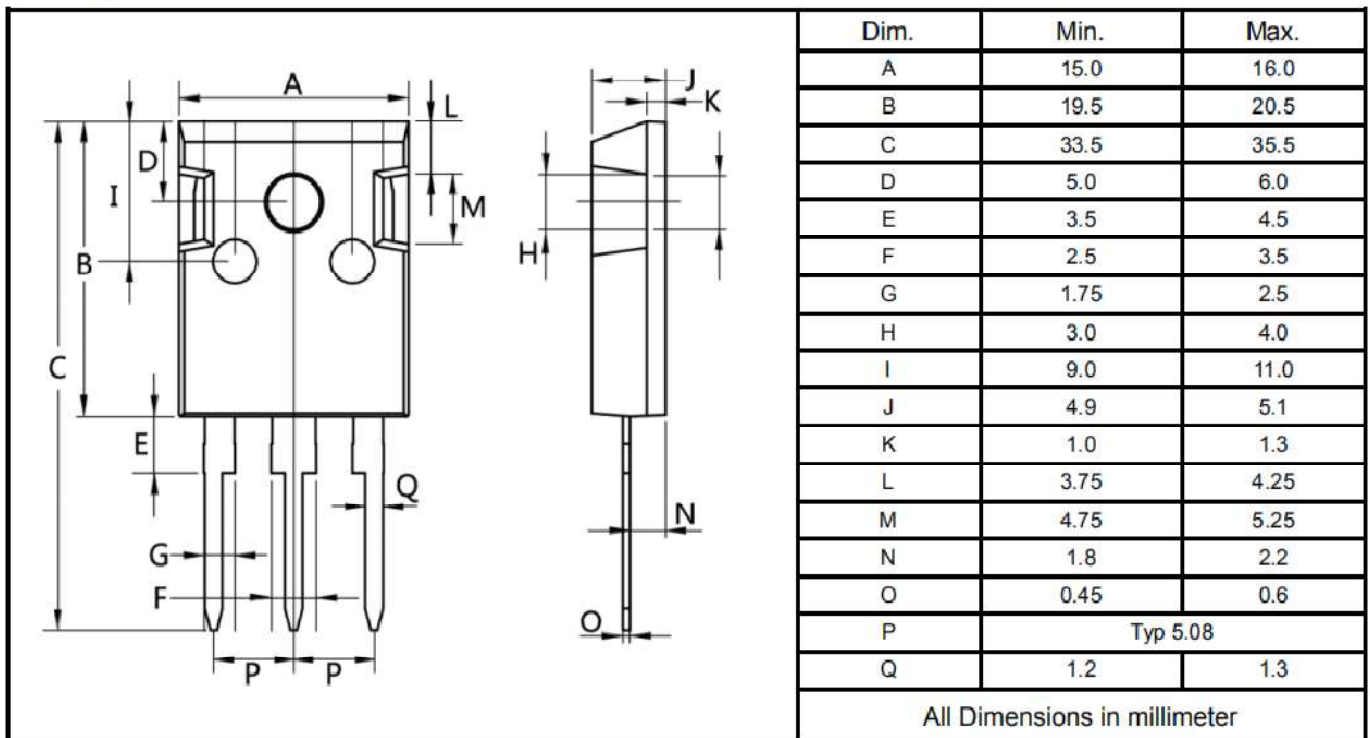 A
L
D
I
M
B
C
E
Q
G
F
P P
J
K
H
N
O
Dim. Min. Max.
A 15.0 16.0
B 19.5 20.5
C 33.5 35.5
D 5.0 6.0
E 3.5 4.5
F 2.5 3.5
G 1.75 2.5
H 3.0 4.0
I 9.0 11.0
J 4.9 5.1
K 1.0 1.3
L 3.75 4.25
M 4.75 5.25
N 1.8 2.2
O 0.45 0.6
P Typ 5.08
Q 1.2 1.3
All Dimensions in millimeter